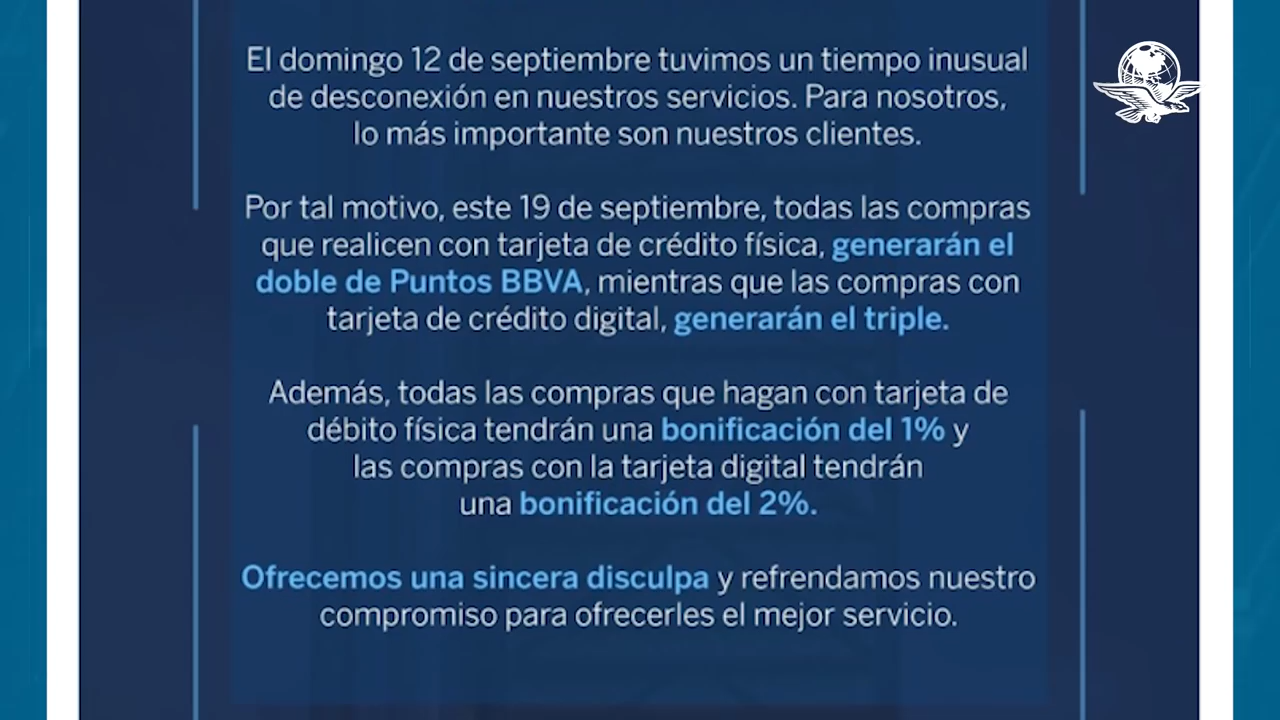 El domingo 12 de septiembre tuvimos un tiempo inusual
de desconexión en nuestros servicios. Para nosotros,
lo más importante son nuestros clientes.
Por tal motivo, este 19 de septiembre, todas las compras
que realicen con tarjeta de crédito física, generarán el
doble de Puntos BBVA, mientras que las compras con
tarjeta de crédito digital, generarán el triple.
Además, todas las compras que hagan con tarjeta de
débito física tendrán una bonificación del 1% y
las compras con la tarjeta digital tendrán
una bonificación del 2%.
Ofrecemos una sincera disculpa y refrendamos nuestro
compromiso para ofrecerles el mejor servicio.